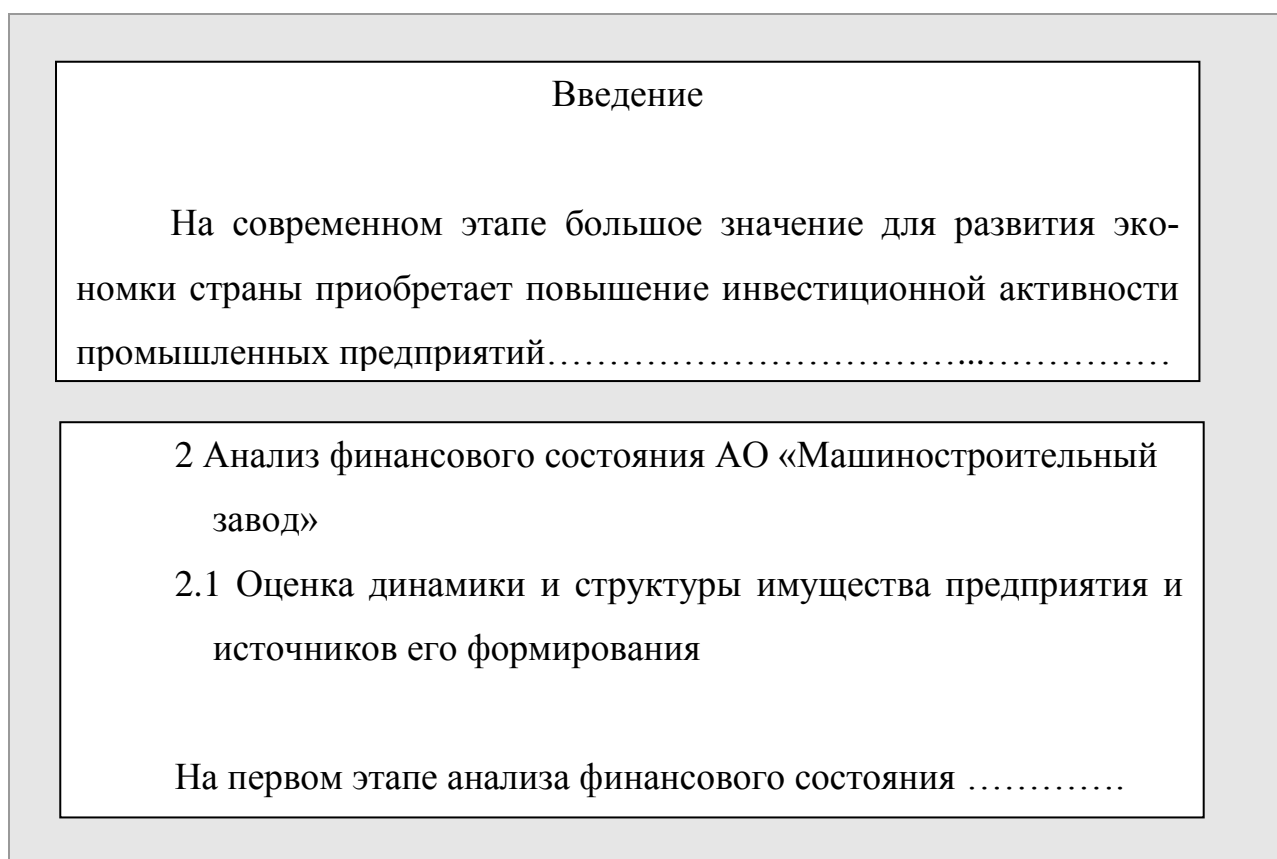 Введение
На современном этапе большое значение для развития эко-
номки страны приобретает повышение инвестиционной активности
промышленных предприятий……………………………...……………
2 Анализ финансового состояния АО «Машиностроительный
завод»
2.1 Оценка динамики и структуры имущества предприятия и
источников его формирования
На первом этапе анализа финансового состояния ………….